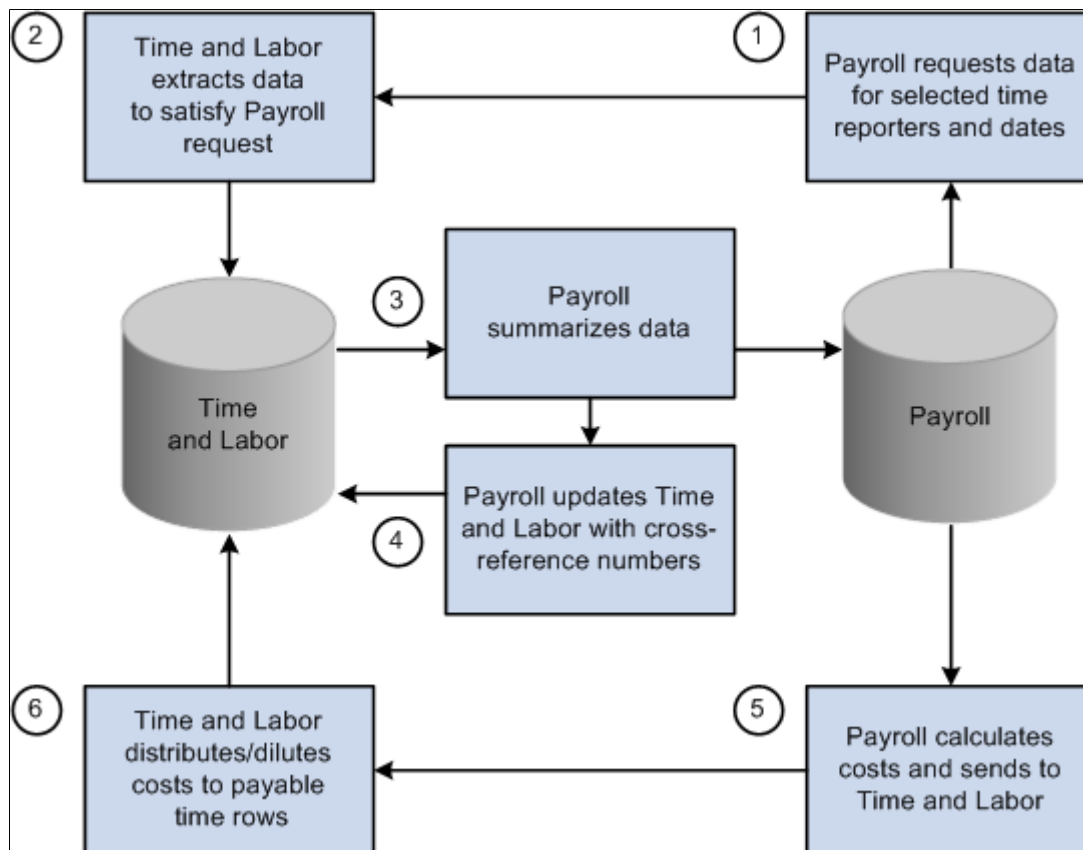 1
Payroll requests data
for selected time
reporters and dates
2
Time and Labor
extracts data
to satisfy Payroll
request
3
Payroll
summarizes data
Time
and Labor
Payroll
4
Payroll updates Time
and Labor with cross-
reference numbers
5
Payroll calculates
costs and sends to
Time and Labor
6
Time and Labor
distributes/dilutes
costs to payable
time rows